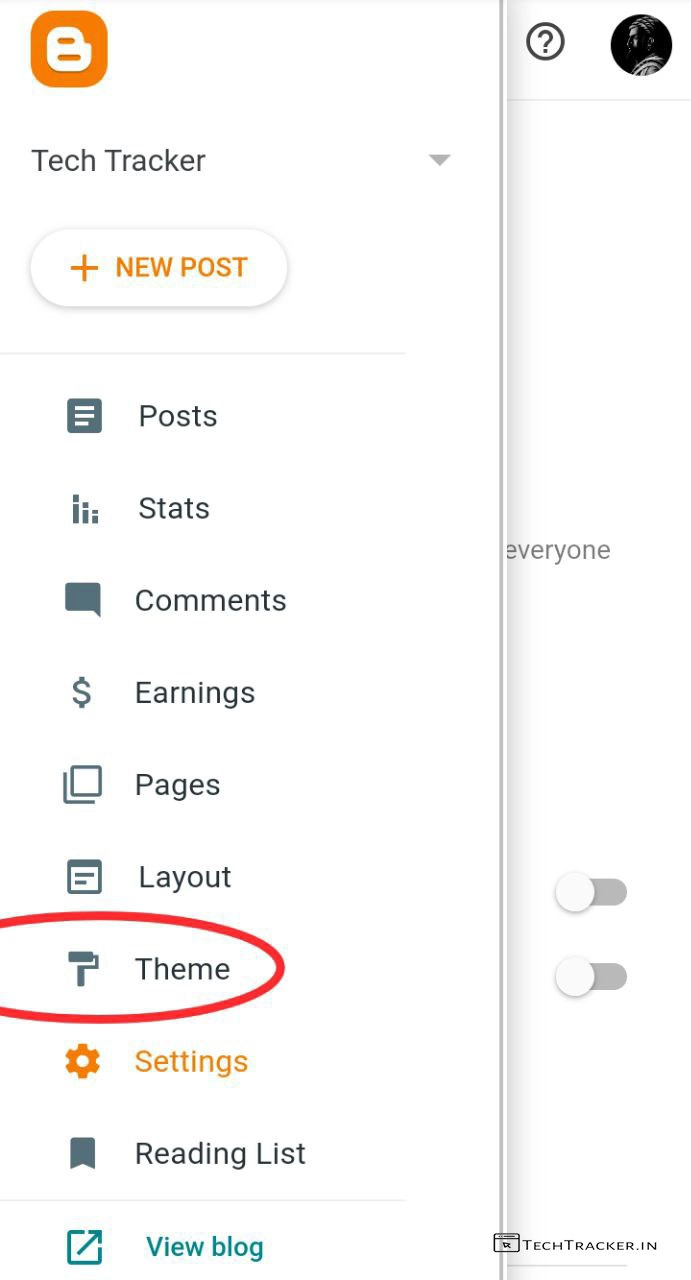 Tech Tracker
+ NEW POST
Posts
Stats
Comments
everyone
Earnings
Pages
Layout
Theme
Settings
Reading List
View blog
TECHTRACKER.IN